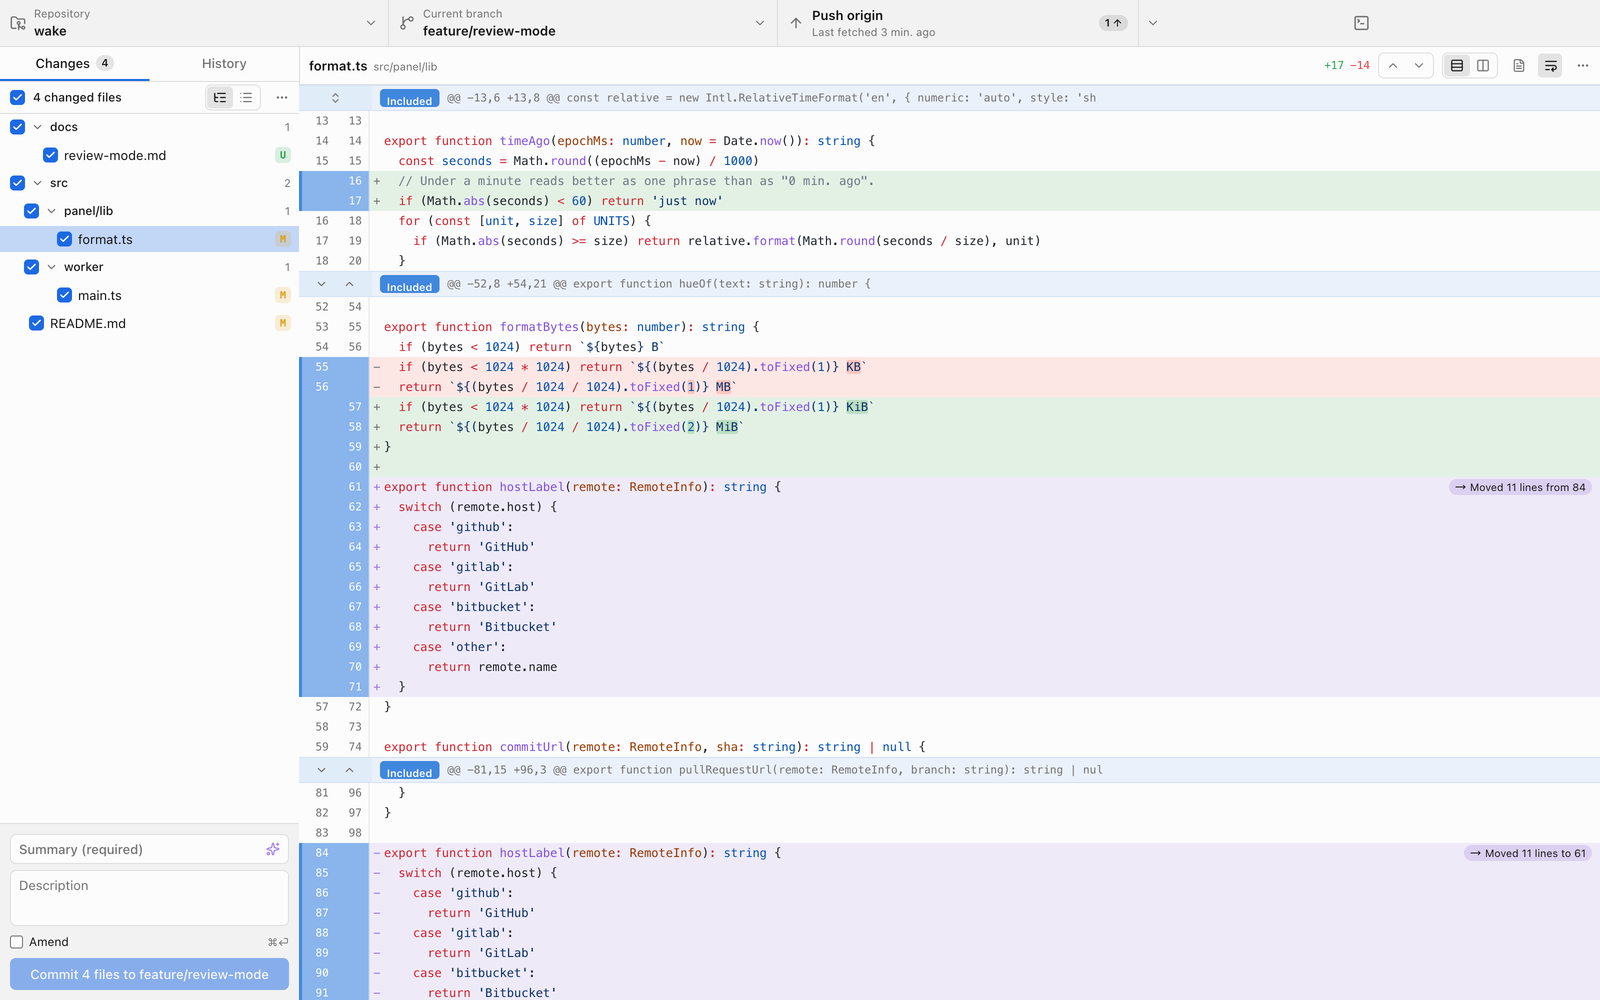 Repository
wake
Current branch
feature/review-mode
Push origin
Last fetched 3 min. ago
1↑
Changes 4
History
4 changed files
docs 1
review-mode.md U
src 2
panel/lib 1
format.ts M
worker 1
main.ts M
README.md M
Summary (required)
Description
Amend ⌘↩
Commit 4 files to feature/review-mode
format.ts src/panel/lib
+17 −14
Included @@ −13,6 +13,8 @@ const relative = new Intl.RelativeTimeFormat('en', { numeric: 'auto', style: 'sh
13 13
14 14 export function timeAgo(epochMs: number, now = Date.now()): string {
15 15 const seconds = Math.round((epochMs − now) / 1000)
16 + // Under a minute reads better as one phrase than as "0 min. ago".
17 + if (Math.abs(seconds) < 60) return 'just now'
16 18 for (const [unit, size] of UNITS) {
17 19 if (Math.abs(seconds) >= size) return relative.format(Math.round(seconds / size), unit)
18 20 }
Included @@ −52,8 +54,21 @@ export function hueOf(text: string): number {
52 54
53 55 export function formatBytes(bytes: number): string {
54 56 if (bytes < 1024) return `${bytes} B`
55 − if (bytes < 1024 * 1024) return `${(bytes / 1024).toFixed(1)} KB`
56 − return `${(bytes / 1024 / 1024).toFixed(1)} MB`
57 + if (bytes < 1024 * 1024) return `${(bytes / 1024).toFixed(1)} KiB`
58 + return `${(bytes / 1024 / 1024).toFixed(2)} MiB`
59 + }
60 +
61 + export function hostLabel(remote: RemoteInfo): string { → Moved 11 lines from 84
62 + switch (remote.host) {
63 + case 'github':
64 + return 'GitHub'
65 + case 'gitlab':
66 + return 'GitLab'
67 + case 'bitbucket':
68 + return 'Bitbucket'
69 + case 'other':
70 + return remote.name
71 + }
57 72 }
58 73
59 74 export function commitUrl(remote: RemoteInfo, sha: string): string | null {
Included @@ −81,15 +96,3 @@ export function pullRequestUrl(remote: RemoteInfo, branch: string): string | nul
81 96 }
82 97 }
83 98
84 − export function hostLabel(remote: RemoteInfo): string { → Moved 11 lines to 61
85 − switch (remote.host) {
86 − case 'github':
87 − return 'GitHub'
88 − case 'gitlab':
89 − return 'GitLab'
90 − case 'bitbucket':
91 − return 'Bitbucket'